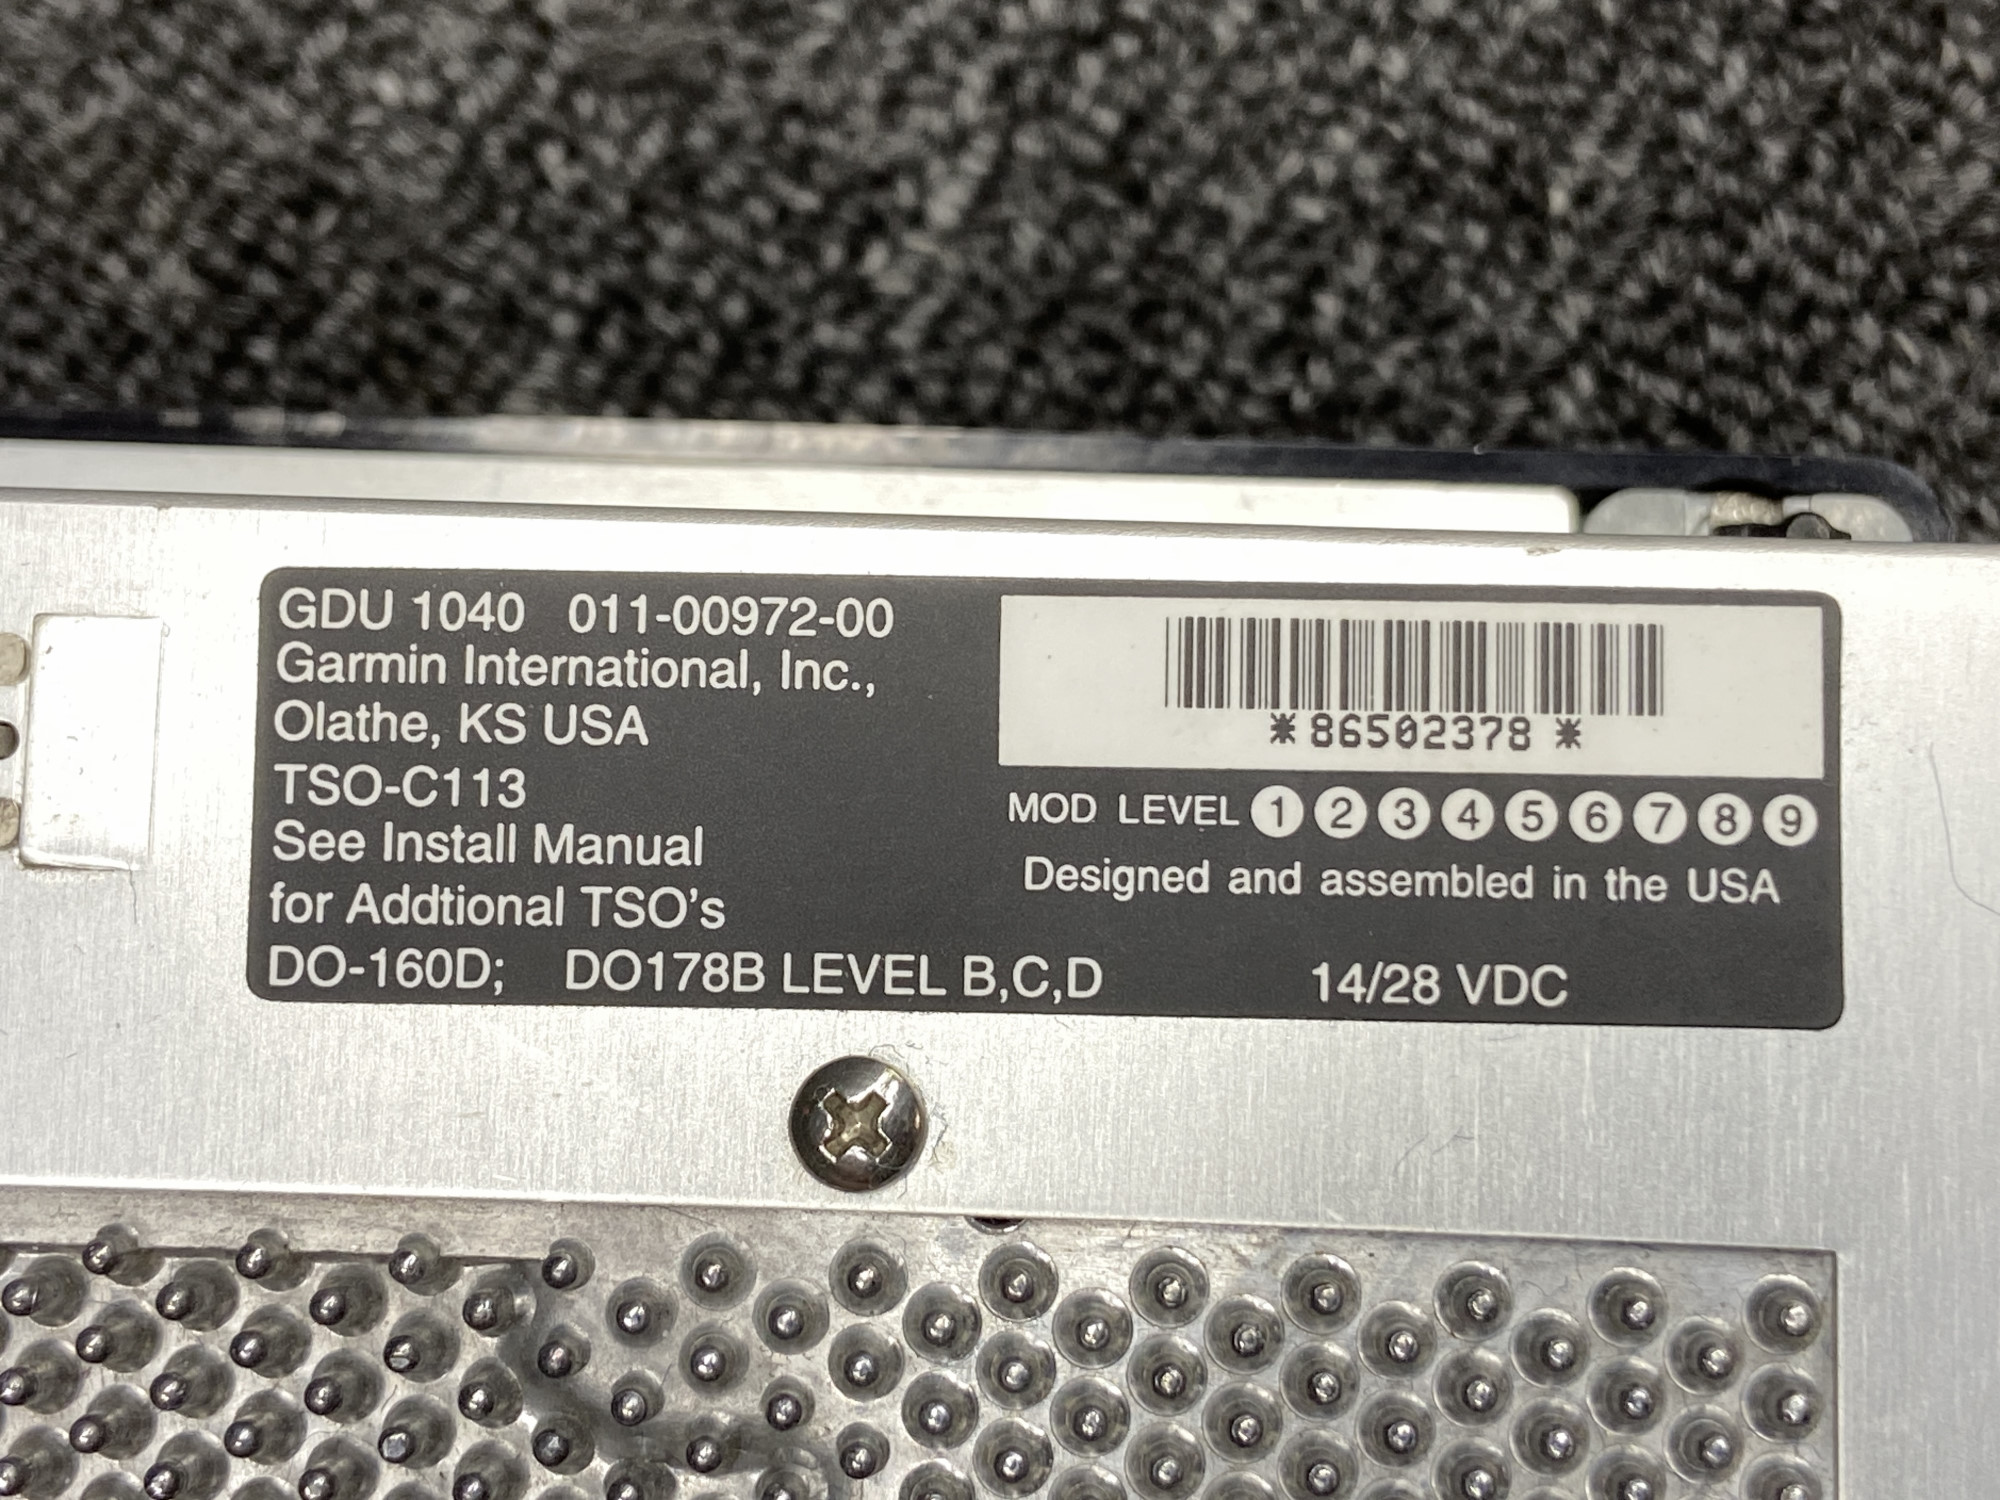 GDU 1040 011-00972-00
Garmin International, Inc.,
Olathe, KS USA
TSO-C113
See Install Manual
for Addtional TSO's
DO-160D; DO178B LEVEL B,C,D
*86502378*
MOD LEVEL 1 2 3 4 5 6 7 8 9
Designed and assembled in the USA
14/28 VDC